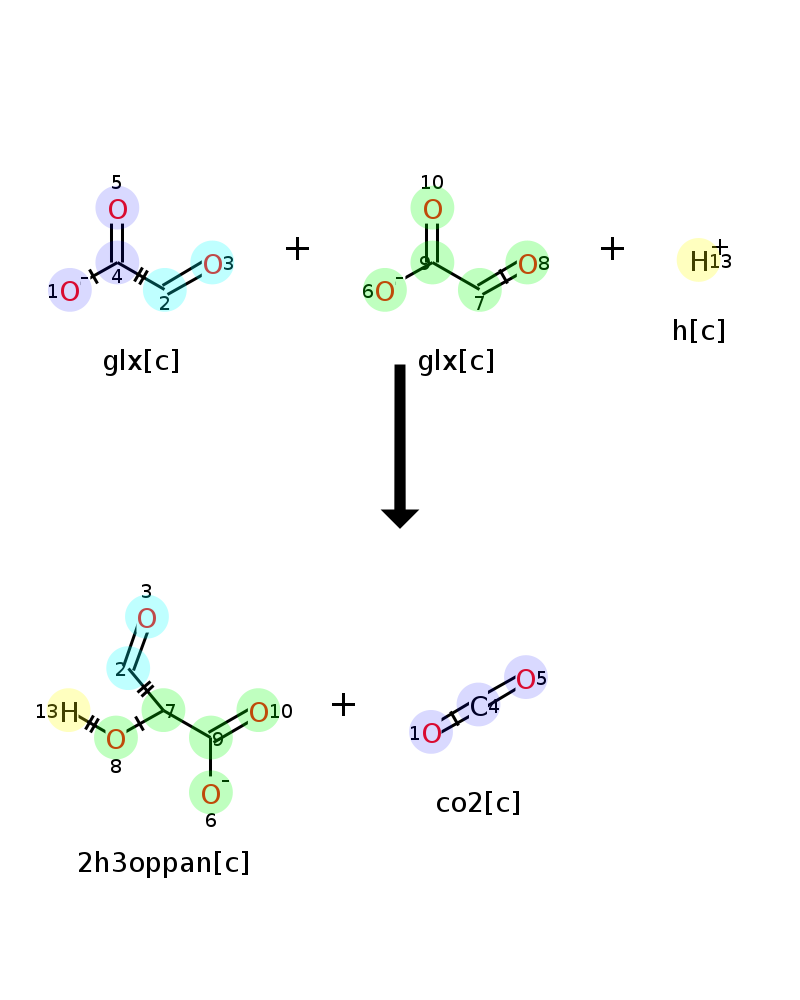 5 10
O O
+ + H+13
1O- 4 2 O3 6O- 9 7 O8
h[c]
glx[c] glx[c]
3
O
2
13H 7 O10 + O5
O 9 C4
8 1O
O-
6
co2[c]
2h3oppan[c]